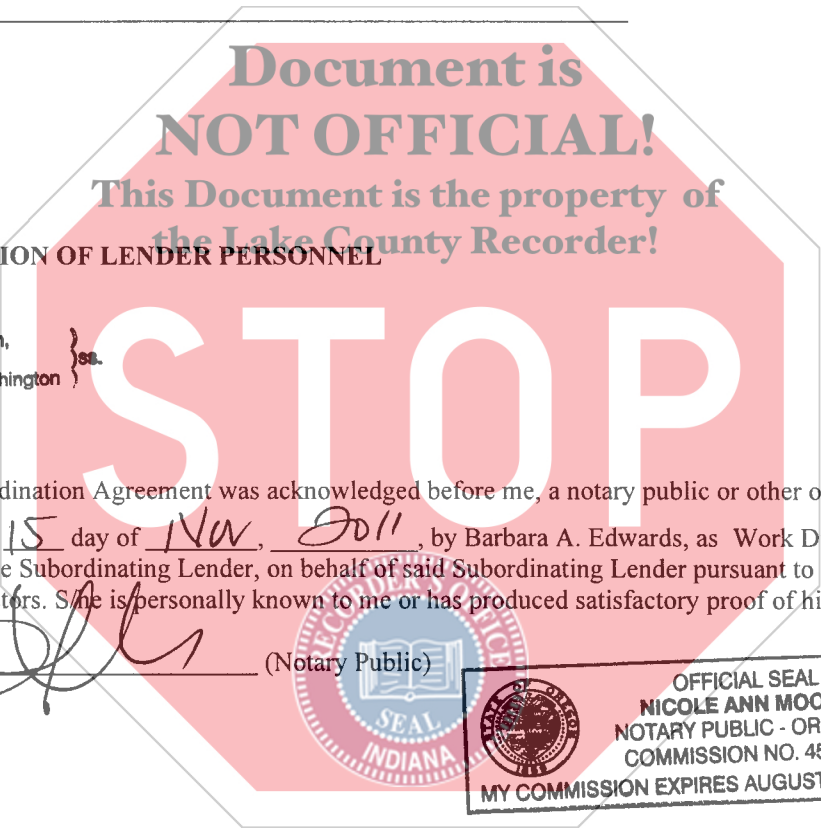 Document is
NOT OFFICIAL!
This Document is the property of
the Lake County Recorder!
ION OF LENDER PERSONNEL
n,
hington } ss.
STOP
dination Agreement was acknowledged before me, a notary public or other o
15 day of Nov, 2011, by Barbara A. Edwards, as Work D
e Subordinating Lender, on behalf of said Subordinating Lender pursuant to
tors. S/he is personally known to me or has produced satisfactory proof of hi
(Notary Public)
RECORDER'S OFFICE
SEAL
INDIANA
STATE OF OREGON
1859
OFFICIAL SEAL
NICOLE ANN MOO
NOTARY PUBLIC - OR
COMMISSION NO. 45
MY COMMISSION EXPIRES AUGUST